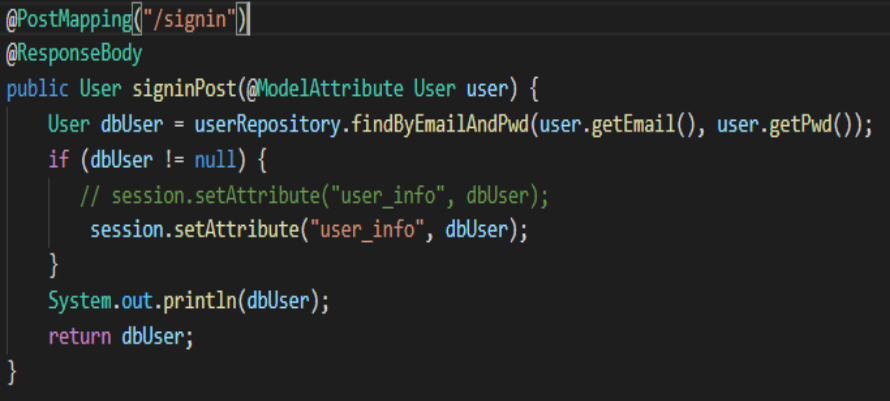 @PostMapping("/signin")
@ResponseBody
public User signinPost(@ModelAttribute User user) {
    User dbUser = userRepository.findByEmailAndPwd(user.getEmail(), user.getPwd());
    if (dbUser != null) {
        // session.setAttribute("user_info", dbUser);
         session.setAttribute("user_info", dbUser);
    }
    System.out.println(dbUser);
    return dbUser;
}